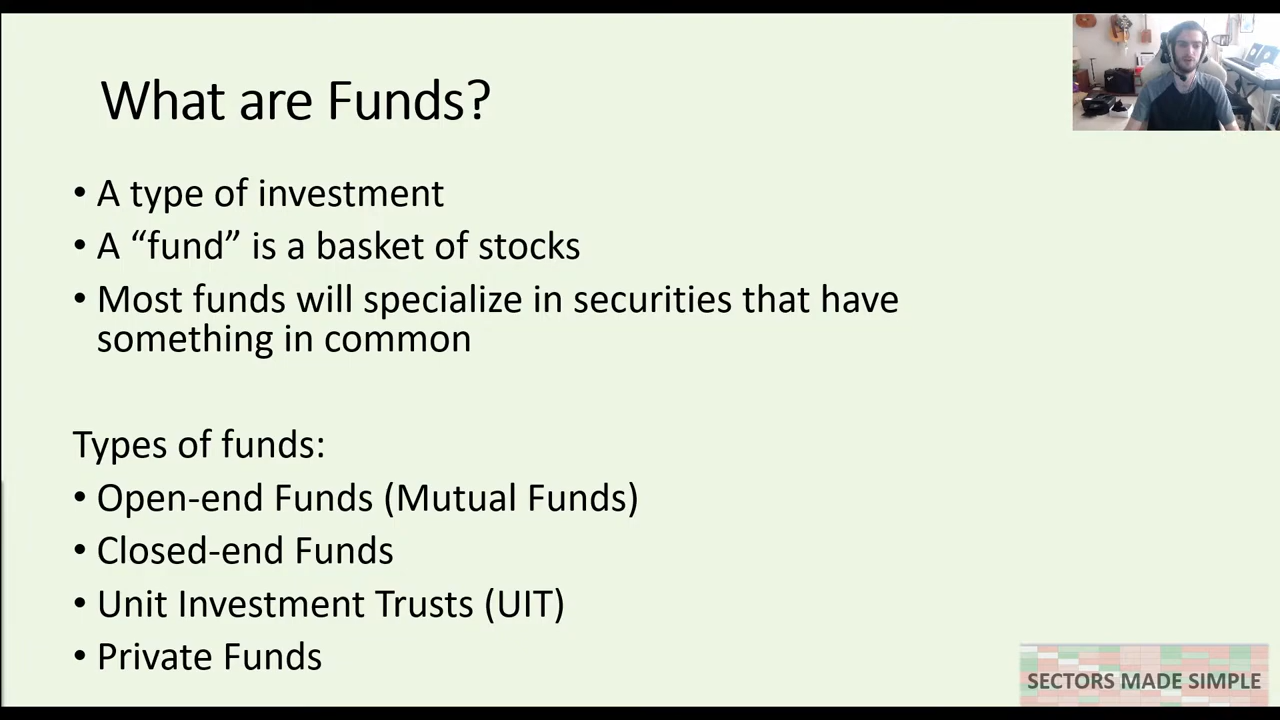 What are Funds?
• A type of investment
• A “fund” is a basket of stocks
• Most funds will specialize in securities that have
something in common
Types of funds:
• Open-end Funds (Mutual Funds)
• Closed-end Funds
• Unit Investment Trusts (UIT)
• Private Funds
SECTORS MADE SIMPLE